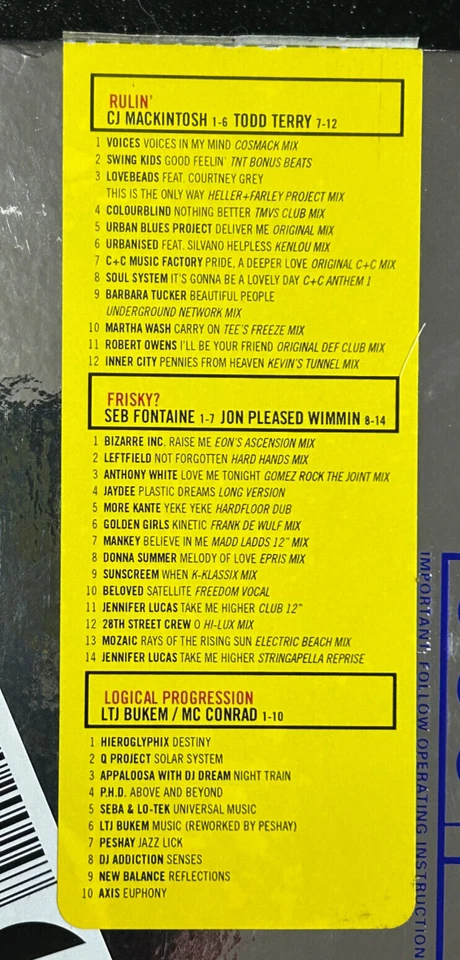 RULIN'
CJ MACKINTOSH 1-6 TODD TERRY 7-12
1 VOICES VOICES IN MY MIND COSMACK MIX
2 SWING KIDS GOOD FEELIN' TNT BONUS BEATS
3 LOVEBEADS FEAT. COURTNEY GREY
THIS IS THE ONLY WAY HELLER+FARLEY PROJECT MIX
4 COLOURBLIND NOTHING BETTER TMVS CLUB MIX
5 URBAN BLUES PROJECT DELIVER ME ORIGINAL MIX
6 URBANISED FEAT. SILVANO HELPLESS KENLOU MIX
7 C+C MUSIC FACTORY PRIDE, A DEEPER LOVE ORIGINAL C+C MIX
8 SOUL SYSTEM IT'S GONNA BE A LOVELY DAY C+C ANTHEM 1
9 BARBARA TUCKER BEAUTIFUL PEOPLE
UNDERGROUND NETWORK MIX
10 MARTHA WASH CARRY ON TEE'S FREEZE MIX
11 ROBERT OWENS I'LL BE YOUR FRIEND ORIGINAL DEF CLUB MIX
12 INNER CITY PENNIES FROM HEAVEN KEVIN'S TUNNEL MIX
FRISKY?
SEB FONTAINE 1-7 JON PLEASED WIMMIN 8-14
1 BIZARRE INC. RAISE ME EON'S ASCENSION MIX
2 LEFTFIELD NOT FORGOTTEN HARD HANDS MIX
3 ANTHONY WHITE LOVE ME TONIGHT GOMEZ ROCK THE JOINT MIX
4 JAYDEE PLASTIC DREAMS LONG VERSION
5 MORE KANTE YEKE YEKE HARDFLOOR DUB
6 GOLDEN GIRLS KINETIC FRANK DE WULF MIX
7 MANKEY BELIEVE IN ME MADD LADDS 12" MIX
8 DONNA SUMMER MELODY OF LOVE EPRIS MIX
9 SUNSCREEM WHEN K-KLASSIX MIX
10 BELOVED SATELLITE FREEDOM VOCAL
11 JENNIFER LUCAS TAKE ME HIGHER CLUB 12"
12 28TH STREET CREW O HI-LUX MIX
13 MOZAIC RAYS OF THE RISING SUN ELECTRIC BEACH MIX
14 JENNIFER LUCAS TAKE ME HIGHER STRINGAPELLA REPRISE
LOGICAL PROGRESSION
LTJ BUKEM / MC CONRAD 1-10
1 HIEROGLYPHIX DESTINY
2 Q PROJECT SOLAR SYSTEM
3 APPALOOSA WITH DJ DREAM NIGHT TRAIN
4 P.H.D. ABOVE AND BEYOND
5 SEBA & LO-TEK UNIVERSAL MUSIC
6 LTJ BUKEM MUSIC (REWORKED BY PESHAY)
7 PESHAY JAZZ LICK
8 DJ ADDICTION SENSES
9 NEW BALANCE REFLECTIONS
10 AXIS EUPHONY
IMPORTANT: FOLLOW OPERATING INSTRUCTION